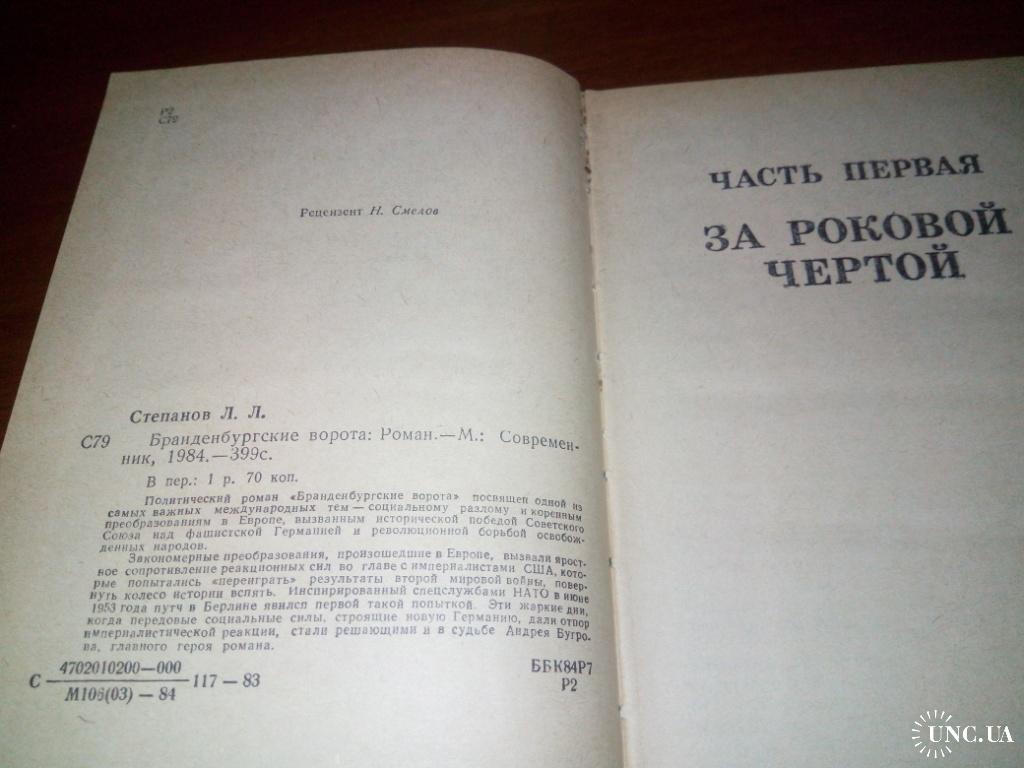 Р2
С79
Рецензент Н. Смелов
Степанов Л. Л.
С79 Бранденбургские ворота: Роман.—М.: Современ-
ник, 1984.—399с.
В пер.: 1 р. 70 коп.
Политический роман «Бранденбургские ворота» посвящен одной из
самых важных международных тем — социальному разлому и коренным
преобразованиям в Европе, вызванным исторической победой Советского
Союза над фашистской Германией и революционной борьбой освобож-
денных народов.
Закономерные преобразования, происшедшие в Европе, вызвали ярост-
ное сопротивление реакционных сил во главе с империалистами США, кото-
рые попытались «переиграть» результаты второй мировой войны, повер-
нуть колесо истории вспять. Инспирированный спецслужбами НАТО в июне
1953 года путч в Берлине явился первой такой попыткой. Эти жаркие дни,
когда передовые социальные силы, строящие новую Германию, дали отпор
империалистической реакции, стали решающими и в судьбе Андрея Бугро-
ва, главного героя романа.
С 4702010200—000
М106(03) — 84 117 — 83
ББК84Р7
Р2
ЧАСТЬ ПЕРВАЯ
ЗА РОКОВОЙ
ЧЕРТОЙ
UNC.UA